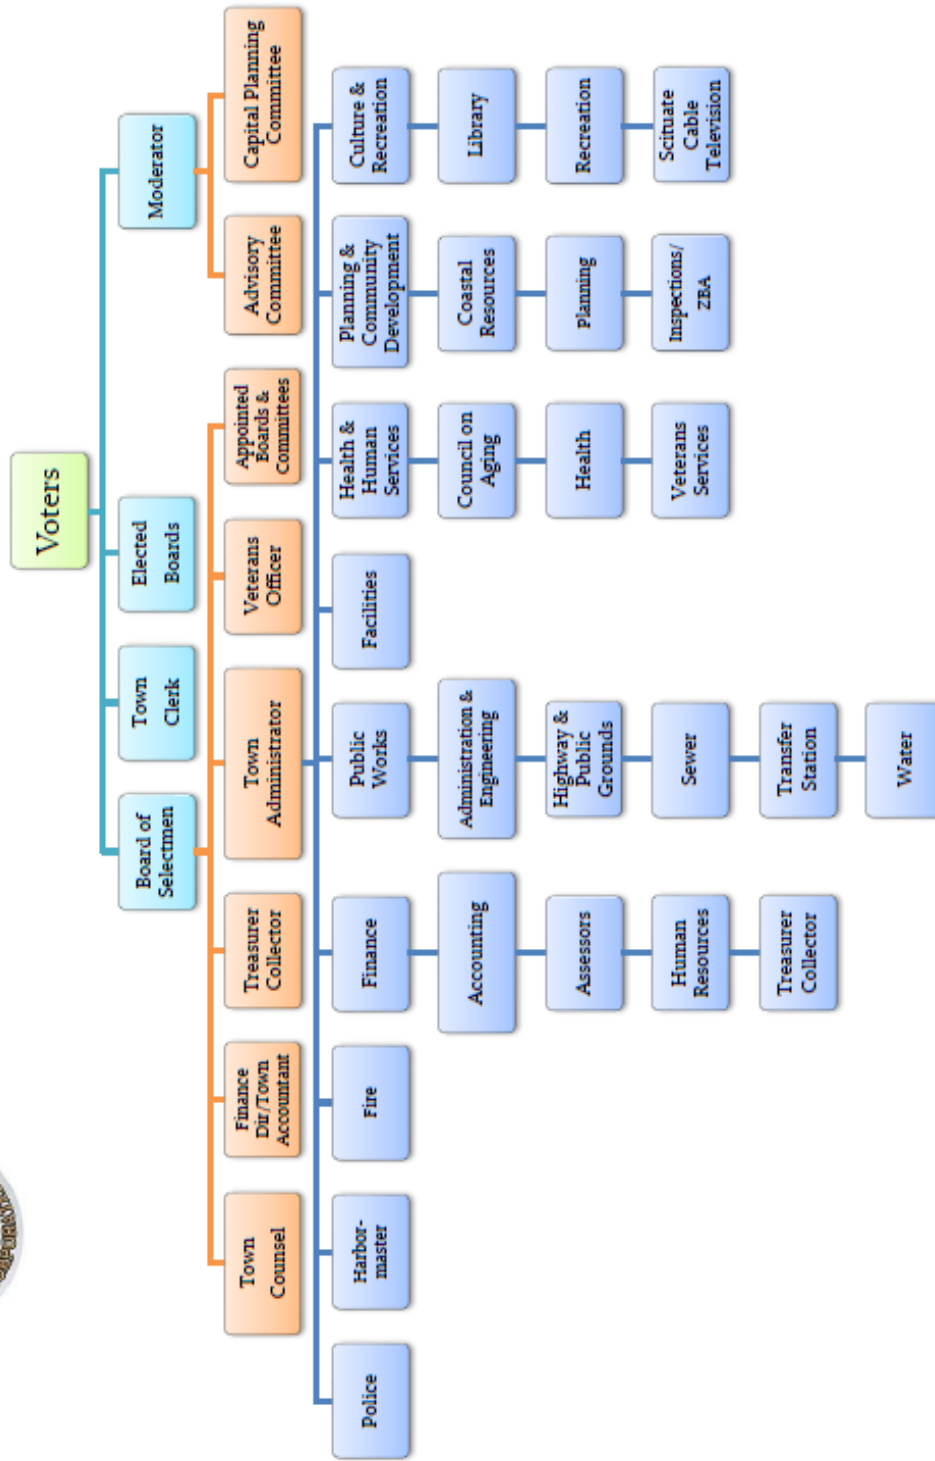 Voters
Board of
Selectmen
Town
Clerk
Elected
Boards
Moderator
Town
Counsel
Finance
Dir/Town
Accountant
Treasurer
Collector
Town
Administrator
Veterans
Officer
Appointed
Boards &
Committees
Advisory
Committee
Capital Planning
Committee
Police
Harbor-
master
Fire
Finance
Public
Works
Facilities
Health &
Human
Services
Planning &
Community
Development
Culture &
Recreation
Accounting
Administration &
Engineering
Council on
Aging
Coastal
Resources
Library
Assessors
Highway &
Public
Grounds
Health
Planning
Recreation
Human
Resources
Sewer
Veterans
Services
Inspections/
ZBA
Scituate
Cable
Television
Treasurer
Collector
Transfer
Station
Water